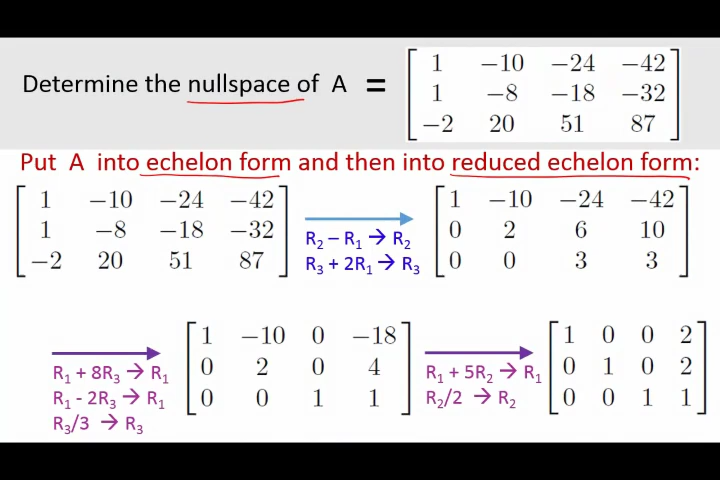 Determine the nullspace of A =
1 −10 −24 −42
1 −8 −18 −32
−2 20 51 87
Put A into echelon form and then into reduced echelon form:
1 −10 −24 −42
1 −8 −18 −32
−2 20 51 87
R₂ – R₁ → R₂
R₃ + 2R₁ → R₃
1 −10 −24 −42
0 2 6 10
0 0 3 3
R₁ + 8R₃ → R₁
R₁ - 2R₃ → R₁
R₃/3 → R₃
1 −10 0 −18
0 2 0 4
0 0 1 1
R₁ + 5R₂ → R₁
R₂/2 → R₂
1 0 0 2
0 1 0 2
0 0 1 1